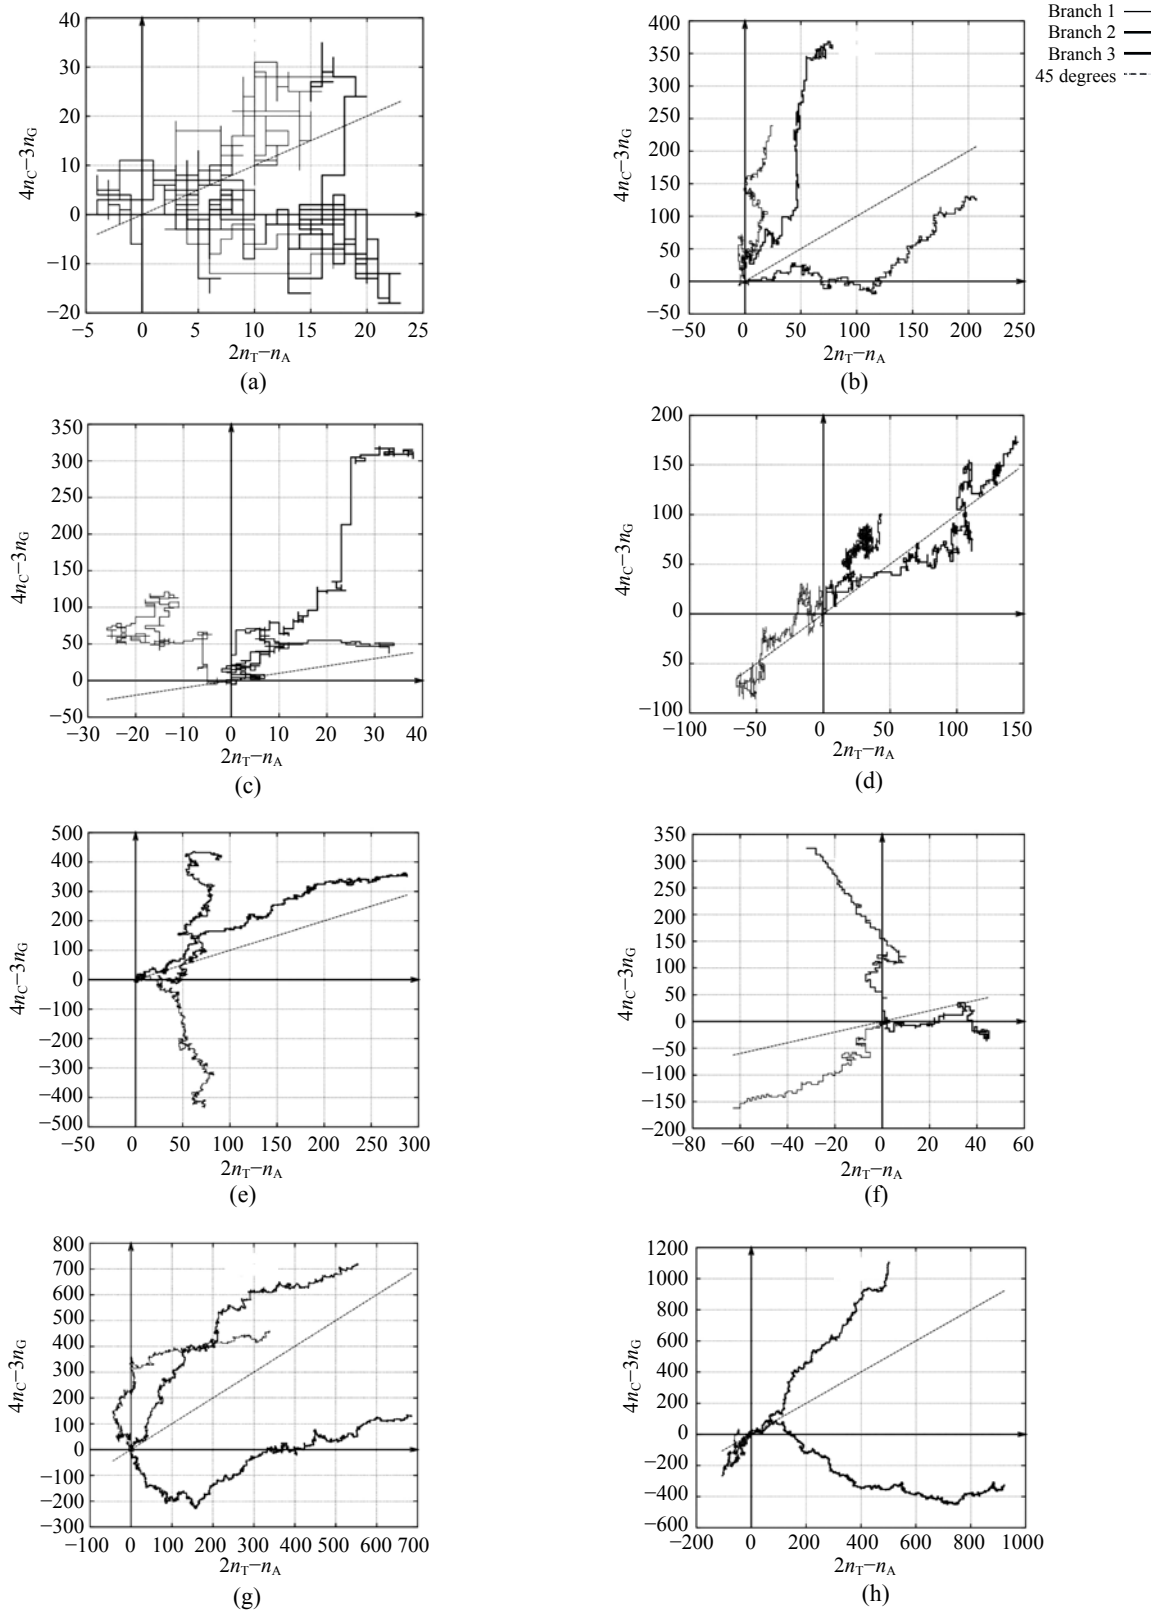 Branch 1
Branch 2
Branch 3
45 degrees
40
30
20
10
0
−10
−20
−5 0 5 10 15 20 25
4nC−3nG
2nT−nA
(a)
400
350
300
250
200
150
100
50
0
−50
−50 0 50 100 150 200 250
4nC−3nG
2nT−nA
(b)
350
300
250
200
150
100
50
0
−50
−30 −20 −10 0 10 20 30 40
4nC−3nG
2nT−nA
(c)
200
150
100
50
0
−50
−100
−100 −50 0 50 100 150
4nC−3nG
2nT−nA
(d)
500
400
300
200
100
0
−100
−200
−300
−400
−500
−50 0 50 100 150 200 250 300
4nC−3nG
2nT−nA
(e)
350
300
250
200
150
100
50
0
−50
−100
−150
−200
−80 −60 −40 −20 0 20 40 60
4nC−3nG
2nT−nA
(f)
800
700
600
500
400
300
200
100
0
−100
−200
−300
−100 0 100 200 300 400 500 600 700
4nC−3nG
2nT−nA
(g)
1200
1000
800
600
400
200
0
−200
−400
−600
−200 0 200 400 600 800 1000
4nC−3nG
2nT−nA
(h)